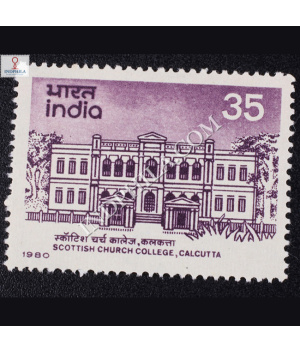 भारत 35
india
स्कॉटिश चर्च कालेज, कलकत्ता
SCOTTISH CHURCH COLLEGE, CALCUTTA
1980